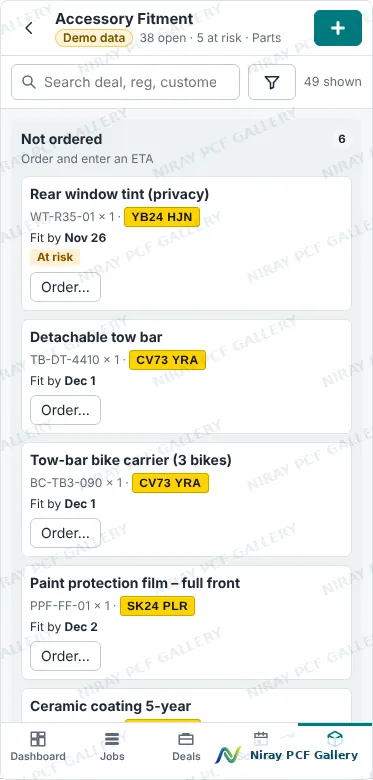 Accessory Fitment
Demo data 38 open · 5 at risk · Parts
Search deal, reg, custome
49 shown
Not ordered 6
Order and enter an ETA
Rear window tint (privacy)
WT-R35-01 × 1 · YB24 HJN
Fit by Nov 26
At risk
Order...
Detachable tow bar
TB-DT-4410 × 1 · CV73 YRA
Fit by Dec 1
Order...
Tow-bar bike carrier (3 bikes)
BC-TB3-090 × 1 · CV73 YRA
Fit by Dec 1
Order...
Paint protection film – full front
PPF-FF-01 × 1 · SK24 PLR
Fit by Dec 2
Order...
Ceramic coating 5-year
Dashboard
Jobs
Deals
Niray PCF Gallery
NIRAY PCF GALLERY